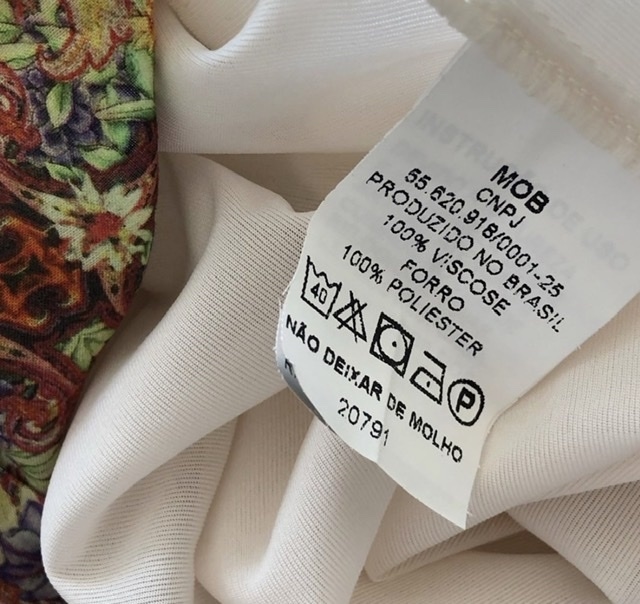 MOB
CNPJ
55.620.918/0001-25
PRODUZIDO NO BRASIL
100% VISCOSE
FORRO
100% POLIESTER
40 P
NÃO DEIXAR DE MOLHO
20791